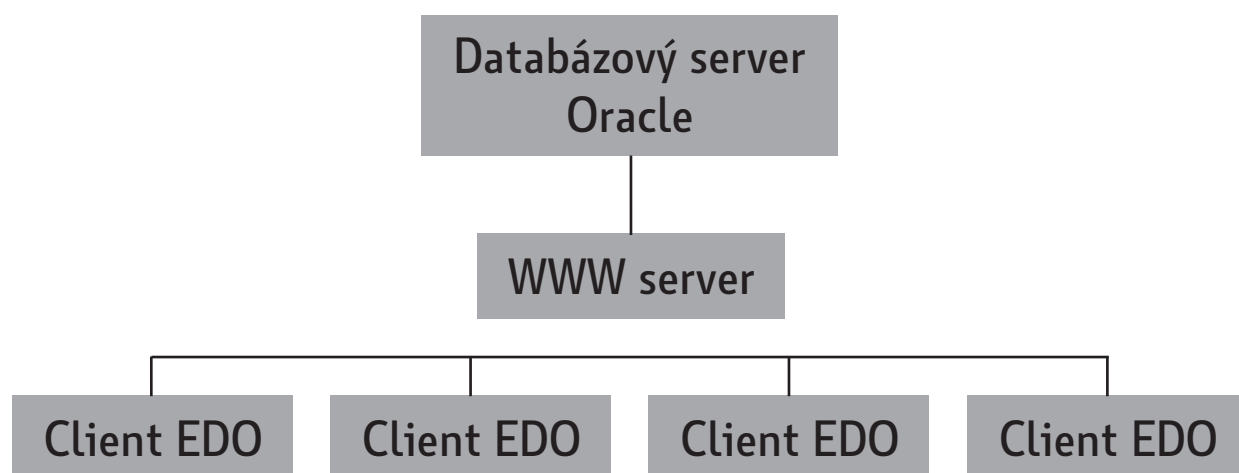 Databázový server
Oracle
WWW server
Client EDO
Client EDO
Client EDO
Client EDO